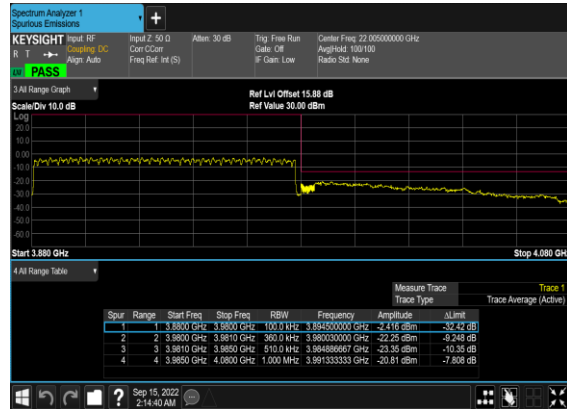 Spectrum Analyzer 1
Spurious Emissions
+
KEYSIGHT Input: RF Input Z: 50 Ω Atten: 30 dB Trig: Free Run Center Freq: 22.005000000 GHz
R T Coupling: DC Corr CCorr Gate: Off Avg|Hold: 100/100
Align: Auto Freq Ref: Int (S) IF Gain: Low Radio Std: None
PASS
3 All Range Graph Ref Lvl Offset 15.88 dB
Scale/Div 10.0 dB Ref Value 30.00 dBm
Log
20.0
10.0
0.00
-10.0
-20.0
-30.0
-40.0
-50.0
-60.0
Start 3.880 GHz Stop 4.080 GH
4 All Range Table
Measure Trace Trace 1
Trace Type Trace Average (Active)
Spur Range Start Freq Stop Freq RBW Frequency Amplitude ΔLimit
1 1 3.8800 GHz 3.9800 GHz 100.0 kHz 3.894500000 GHz -2.416 dBm -32.42 dB
2 2 3.9800 GHz 3.9810 GHz 360.0 kHz 3.980030000 GHz -22.25 dBm -9.248 dB
3 3 3.9810 GHz 3.9850 GHz 510.0 kHz 3.984886667 GHz -23.35 dBm -10.35 dB
4 4 3.9850 GHz 4.0800 GHz 1.000 MHz 3.991333333 GHz -20.81 dBm -7.808 dB
? Sep 15, 2022
2:14:40 AM